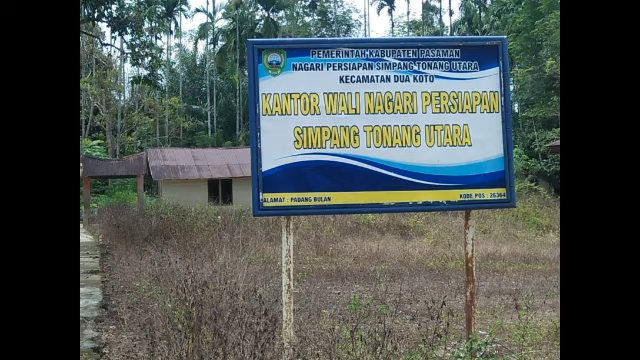 PEMERINTAH KABUPATEN PASAMAN
NAGARI PERSIAPAN SIMPANG TONANG UTARA
KECAMATAN DUA KOTO
KANTOR WALI NAGARI PERSIAPAN
SIMPANG TONANG UTARA
ALAMAT : PADANG BULAN
KODE POS : 26364